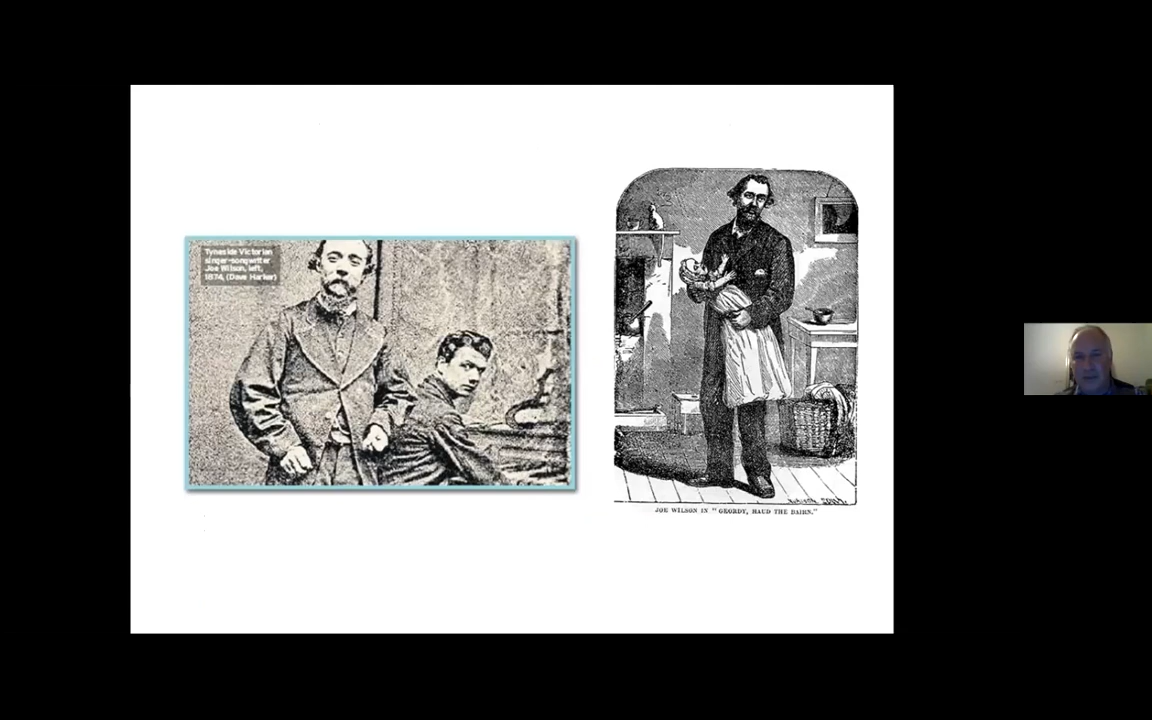 Tyneside Victorian
singer-songwriter
Joe Wilson, left,
1874, (Dave Harker)
JOE WILSON IN "GEORDY, HAUD THE BAIRN."